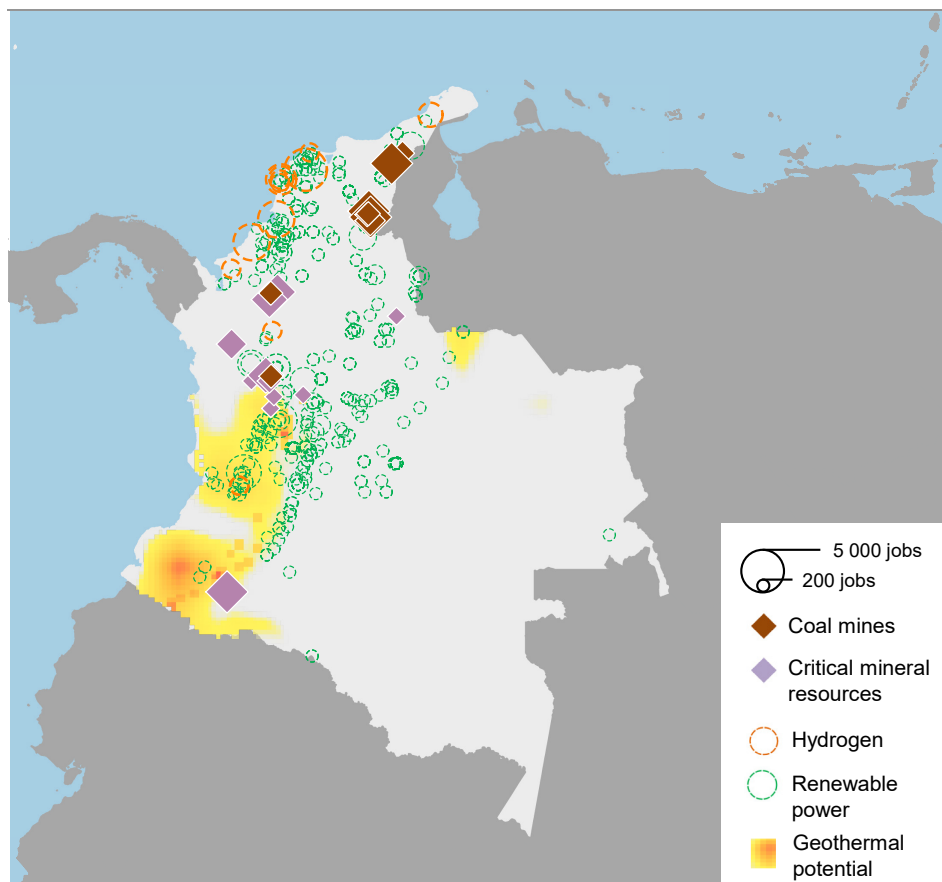 5 000 jobs
200 jobs
Coal mines
Critical mineral
resources
Hydrogen
Renewable
power
Geothermal
potential